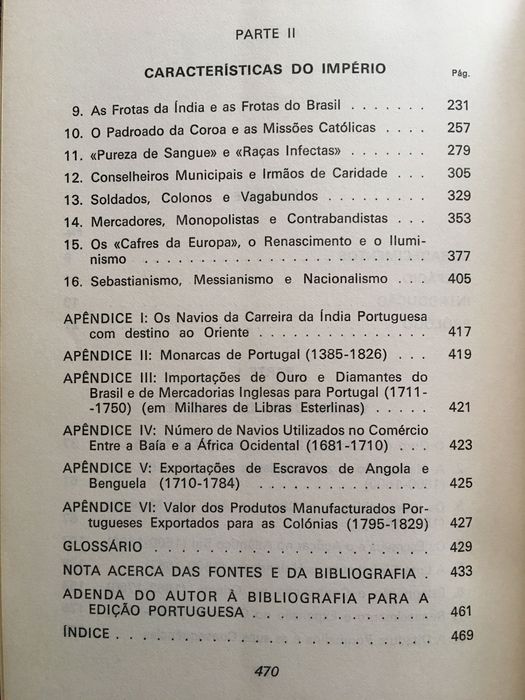 PARTE II
CARACTERÍSTICAS DO IMPÉRIO
Pág.
9. As Frotas da Índia e as Frotas do Brasil . . . . . . . 231
10. O Padroado da Coroa e as Missões Católicas . . . . 257
11. «Pureza de Sangue» e «Raças Infectas» . . . . . . . 279
12. Conselheiros Municipais e Irmãos de Caridade . . . 305
13. Soldados, Colonos e Vagabundos . . . . . . . . . 329
14. Mercadores, Monopolistas e Contrabandistas . . . 353
15. Os «Cafres da Europa», o Renascimento e o Ilumi-
nismo . . . . . . . . . . . . . . . . . . 377
16. Sebastianismo, Messianismo e Nacionalismo . . . . 405
APÊNDICE I: Os Navios da Carreira da Índia Portuguesa
com destino ao Oriente . . . . . . . . . . . . . 417
APÊNDICE II: Monarcas de Portugal (1385-1826) . . . 419
APÊNDICE III: Importações de Ouro e Diamantes do
Brasil e de Mercadorias Inglesas para Portugal (1711-
-1750) (em Milhares de Libras Esterlinas) . . . . . 421
APÊNDICE IV: Número de Navios Utilizados no Comércio
Entre a Baía e a África Ocidental (1681-1710) . . . 423
APÊNDICE V: Exportações de Escravos de Angola e
Benguela (1710-1784) . . . . . . . . . . . . . 425
APÊNDICE VI: Valor dos Produtos Manufacturados Por-
tugueses Exportados para as Colónias (1795-1829) 427
GLOSSÁRIO . . . . . . . . . . . . . . . . . . . 429
NOTA ACERCA DAS FONTES E DA BIBLIOGRAFIA . 433
ADENDA DO AUTOR À BIBLIOGRAFIA PARA A
EDIÇÃO PORTUGUESA . . . . . . . . . . . . . 461
ÍNDICE . . . . . . . . . . . . . . . . . . . . . 469
470